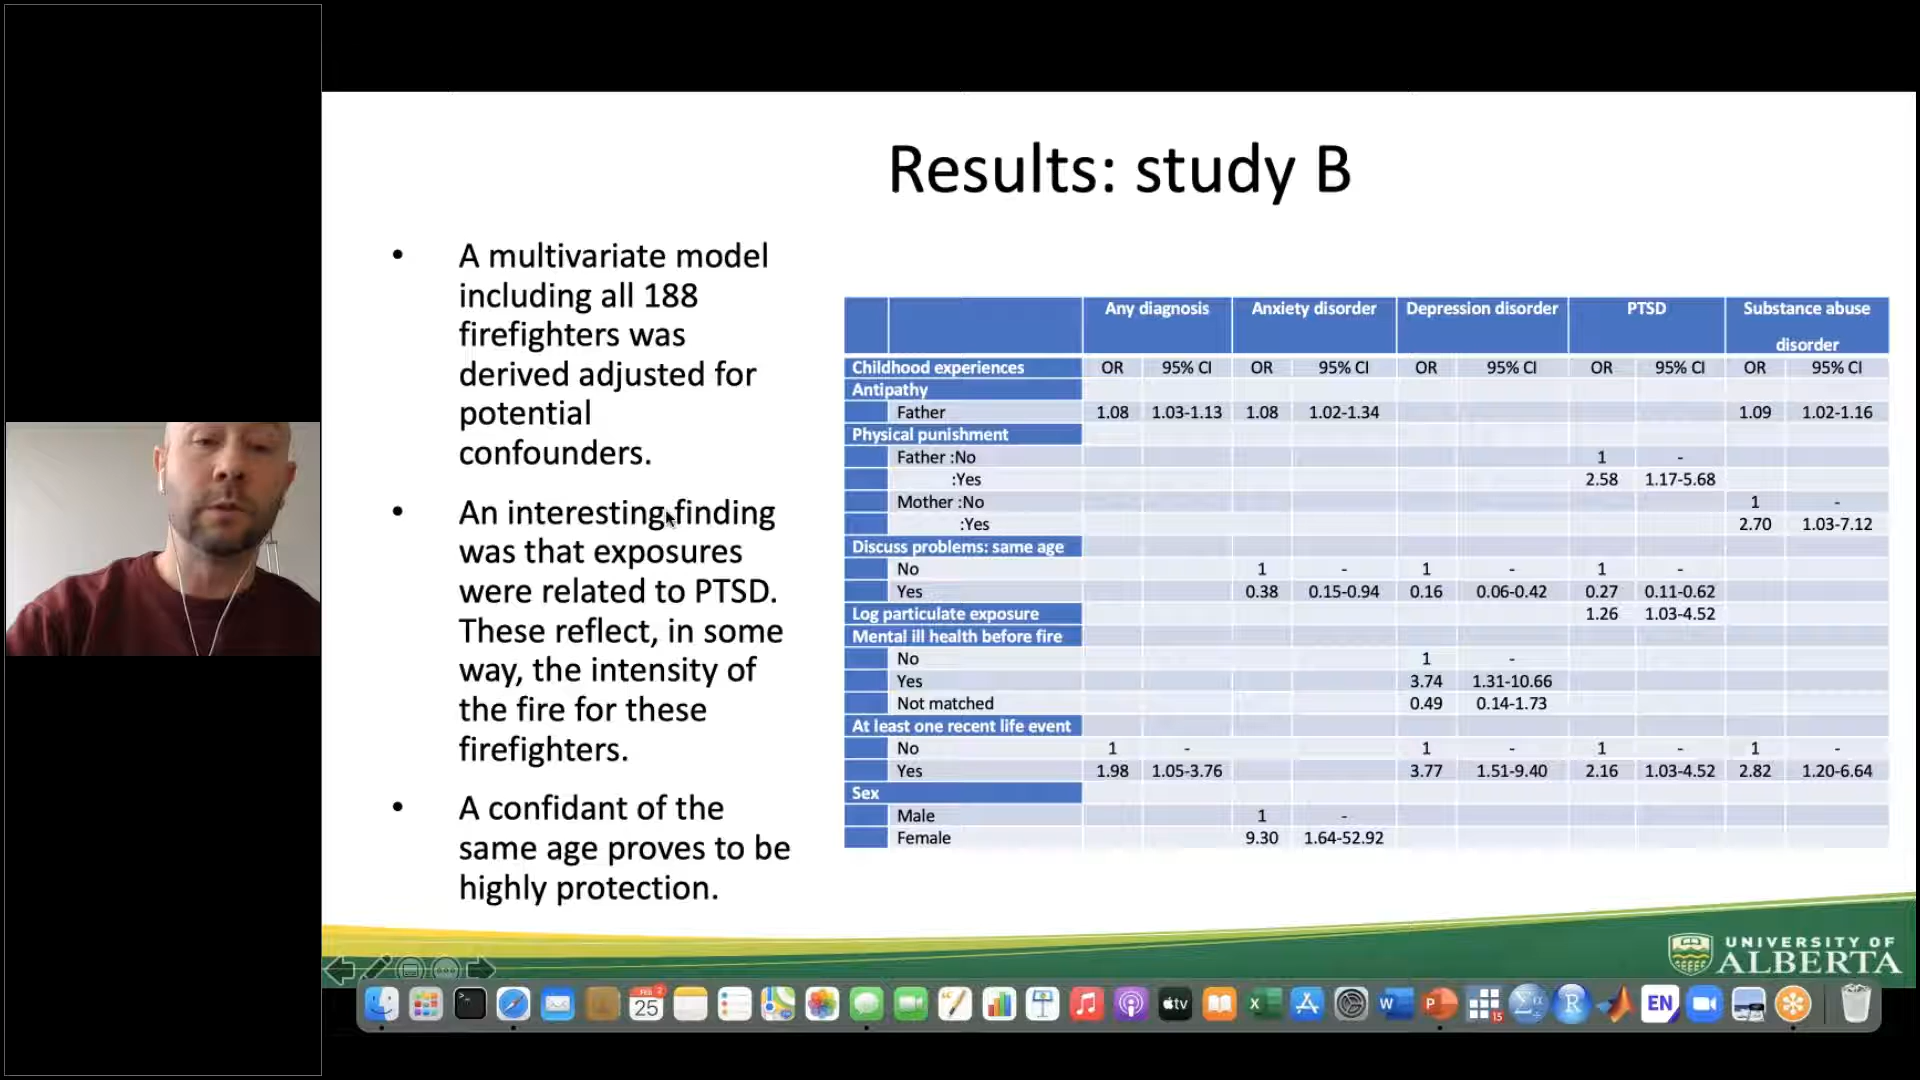 Results: study B
• A multivariate model
including all 188
firefighters was
derived adjusted for
potential
confounders.
• An interesting finding
was that exposures
were related to PTSD.
These reflect, in some
way, the intensity of
the fire for these
firefighters.
• A confidant of the
same age proves to be
highly protection.
Any diagnosis Anxiety disorder Depression disorder PTSD Substance abuse
disorder
Childhood experiences OR 95% CI OR 95% CI OR 95% CI OR 95% CI OR 95% CI
Antipathy
Father 1.08 1.03-1.13 1.08 1.02-1.34 1.09 1.02-1.16
Physical punishment
Father :No 1 -
:Yes 2.58 1.17-5.68
Mother :No 1 -
:Yes 2.70 1.03-7.12
Discuss problems: same age
No 1 - 1 - 1 -
Yes 0.38 0.15-0.94 0.16 0.06-0.42 0.27 0.11-0.62
Log particulate exposure 1.26 1.03-4.52
Mental ill health before fire
No 1 -
Yes 3.74 1.31-10.66
Not matched 0.49 0.14-1.73
At least one recent life event
No 1 - 1 - 1 - 1 -
Yes 1.98 1.05-3.76 3.77 1.51-9.40 2.16 1.03-4.52 2.82 1.20-6.64
Sex
Male 1 -
Female 9.30 1.64-52.92
UNIVERSITY OF
ALBERTA
25 tv X W P 15 Σα R EN